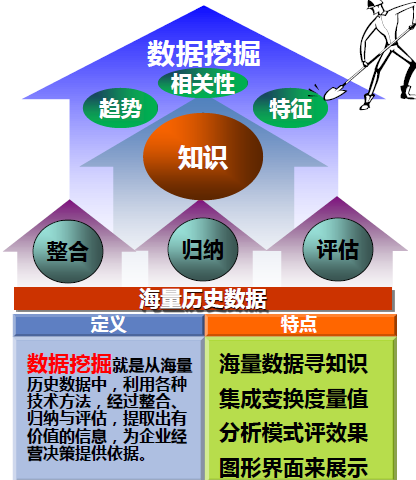 数据挖掘
相关性
趋势
特征
知识
整合
归纳
评估
海量历史数据
定义
特点
数据挖掘就是从海量
历史数据中，利用各种
技术方法，经过整合、
归纳与评估，提取出有
价值的信息，为企业经
营决策提供依据。
海量数据寻知识
集成变换度量值
分析模式评效果
图形界面来展示